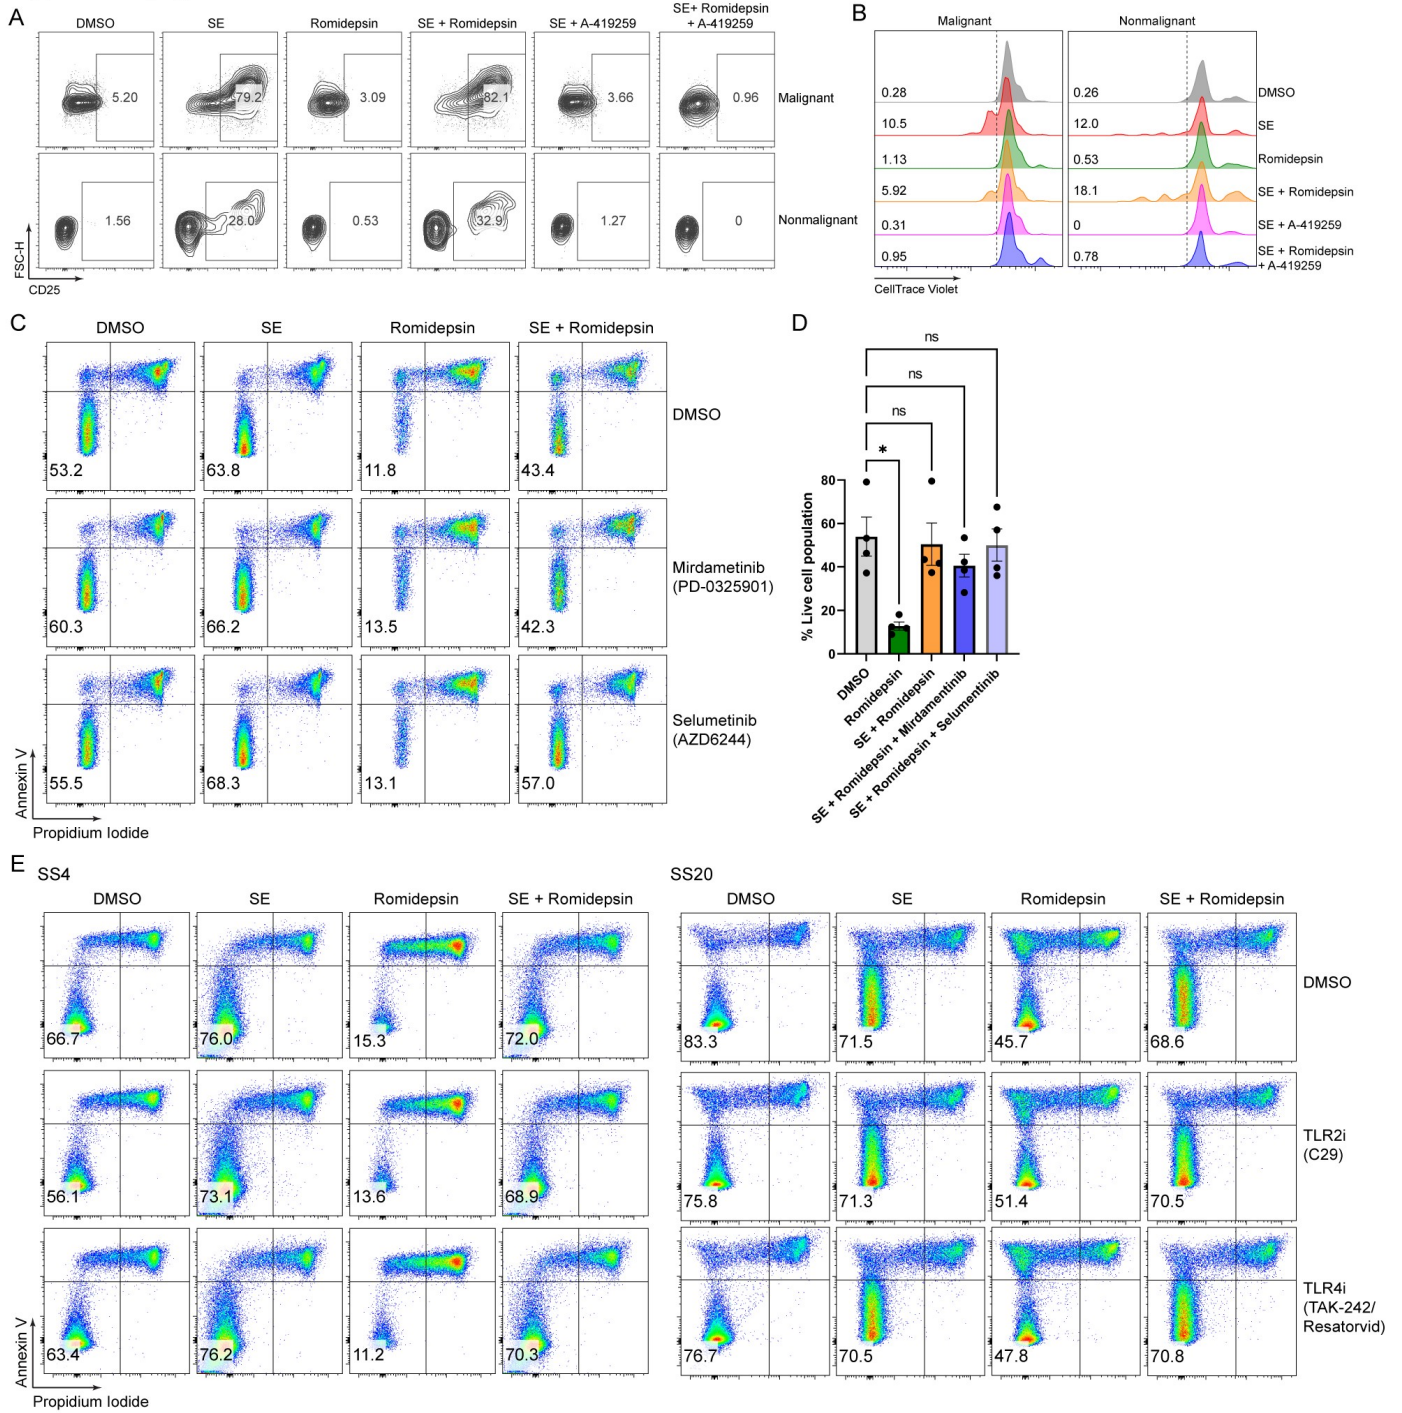 A
DMSO
SE
Romidepsin
SE + Romidepsin
SE + A-419259
SE+ Romidepsin
+ A-419259
5.20
79.2
3.09
82.1
3.66
0.96
Malignant
1.56
28.0
0.53
32.9
1.27
0
Nonmalignant
FSC-H
CD25
B
Malignant
Nonmalignant
0.28
0.26
DMSO
10.5
12.0
SE
1.13
0.53
Romidepsin
5.92
18.1
SE + Romidepsin
0.31
0
SE + A-419259
0.95
0.78
SE + Romidepsin
+ A-419259
CellTrace Violet
C
DMSO
SE
Romidepsin
SE + Romidepsin
53.2
63.8
11.8
43.4
DMSO
60.3
66.2
13.5
42.3
Mirdametinib
(PD-0325901)
55.5
68.3
13.1
57.0
Selumetinib
(AZD6244)
Annexin V
Propidium Iodide
D
ns
ns
ns
*
% Live cell population
80
60
40
20
0
DMSO
Romidepsin
SE + Romidepsin
SE + Romidepsin + Mirdamentinib
SE + Romidepsin + Selumentinib
E
SS4
DMSO
SE
Romidepsin
SE + Romidepsin
66.7
76.0
15.3
72.0
56.1
73.1
13.6
68.9
63.4
76.2
11.2
70.3
Annexin V
Propidium Iodide
SS20
DMSO
SE
Romidepsin
SE + Romidepsin
83.3
71.5
45.7
68.6
DMSO
75.8
71.3
51.4
70.5
TLR2i
(C29)
76.7
70.5
47.8
70.8
TLR4i
(TAK-242/
Resatorvid)